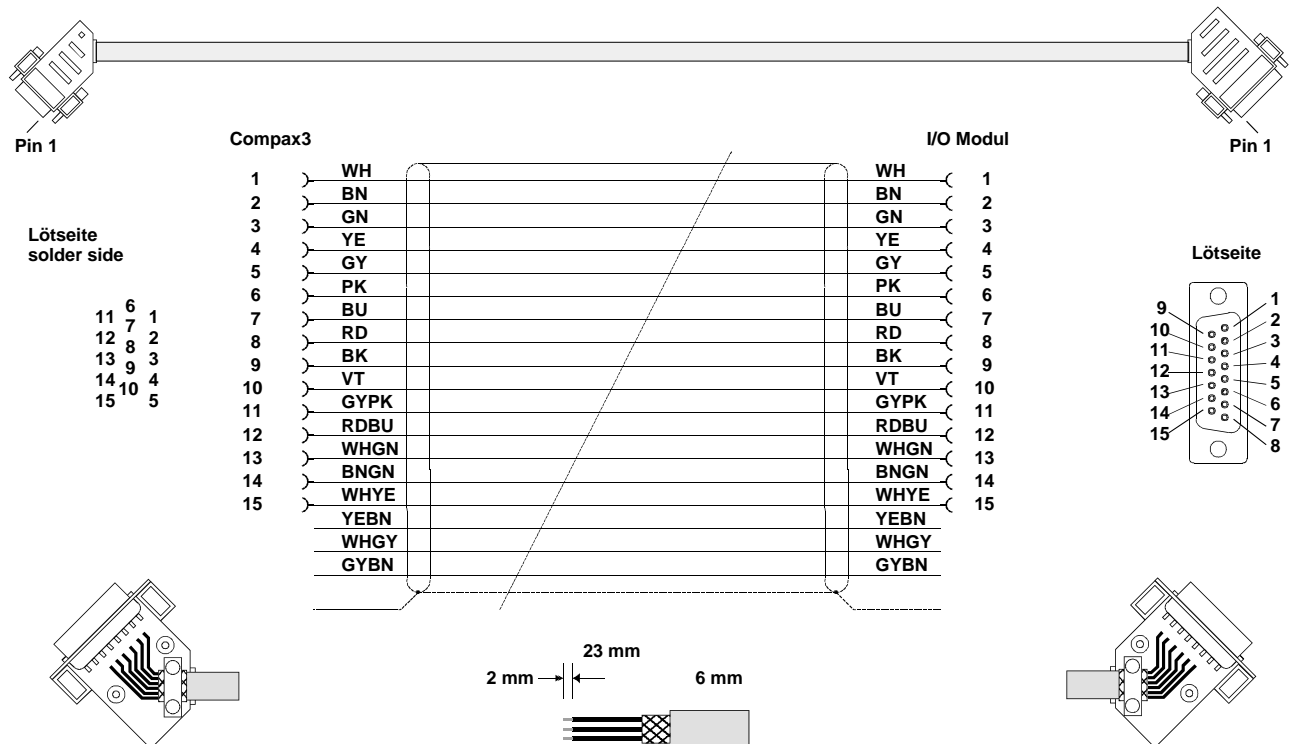 Pin 1
Pin 1
Compax3
I/O Modul
1 WH WH 1
2 BN BN 2
3 GN GN 3
4 YE YE 4
5 GY GY 5
6 PK PK 6
7 BU BU 7
8 RD RD 8
9 BK BK 9
10 VT VT 10
11 GYPK GYPK 11
12 RDBU RDBU 12
13 WHGN WHGN 13
14 BNGN BNGN 14
15 WHYE WHYE 15
YEBN YEBN
WHGY WHGY
GYBN GYBN
Lötseite
solder side
6
11 1
7
12 2
8
13 3
9
14 4
10
15 5
Lötseite
1
9
2
10
3
11
4
12
5
13
6
14
7
15
8
23 mm
2 mm
6 mm